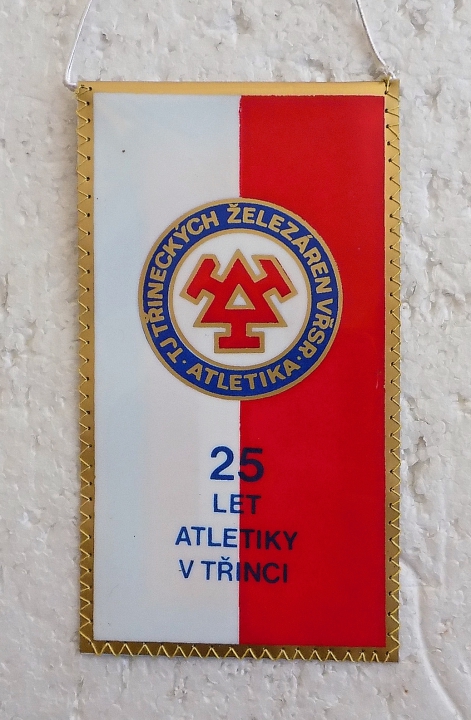 TJ TŘINECKÝCH ŽELEZÁREN VŘSR
· ATLETIKA ·
25
LET
ATLETIKY
V TŘINCI